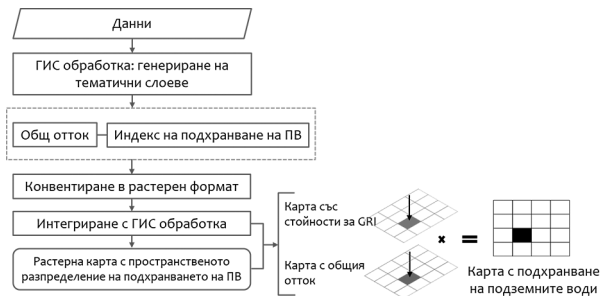 Данни
ГИС обработка: генериране на
тематични слоеве
Общ отток
Индекс на подхранване на ПВ
Конвентиране в растерен формат
Интегриране с ГИС обработка
Растерна карта с пространственото
разпределение на подхранването на ПВ
Карта със
стойности за GRI
Карта с общия
отток
× =
Карта с подхранване
на подземните води